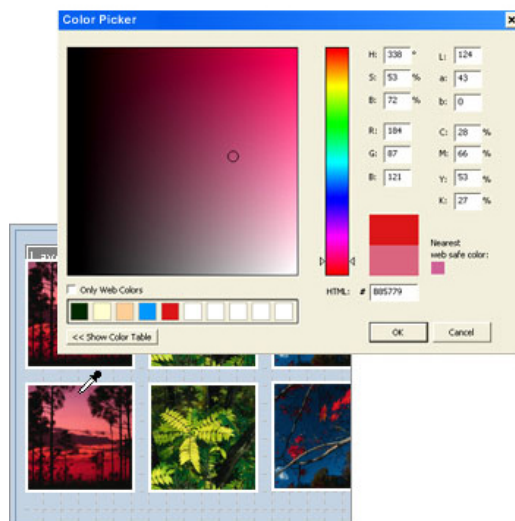 Color Picker
H: 338 ° L: 124
S: 53 % a: 43
B: 72 % b: 0
R: 184 C: 28 %
G: 87 M: 66 %
B: 121 Y: 53 %
K: 27 %
Nearest
web safe color:
Only Web Colors
HTML: # B85779
<< Show Color Table
OK Cancel